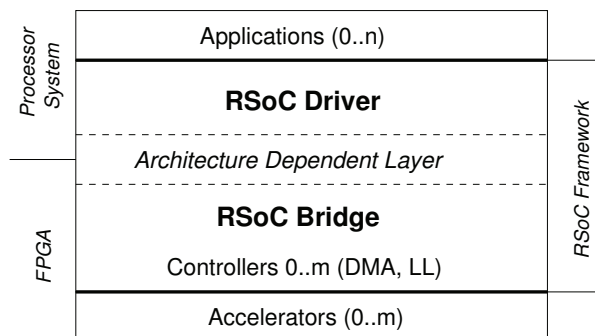 Processor
System
Applications (0..n)
RSoC Driver
Architecture Dependent Layer
RSoC Bridge
Controllers 0..m (DMA, LL)
Accelerators (0..m)
FPGA
RSoC Framework